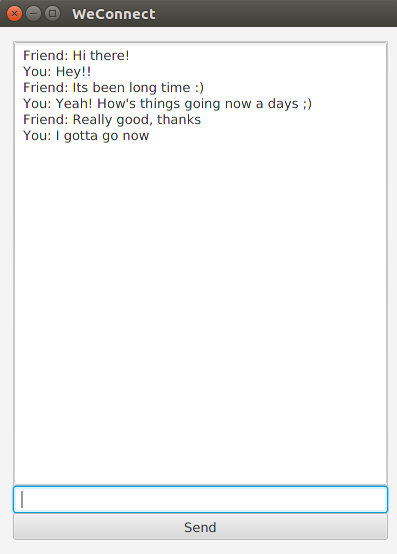 WeConnect
Friend: Hi there!
You: Hey!!
Friend: Its been long time :)
You: Yeah! How's things going now a days ;)
Friend: Really good, thanks
You: I gotta go now
Send